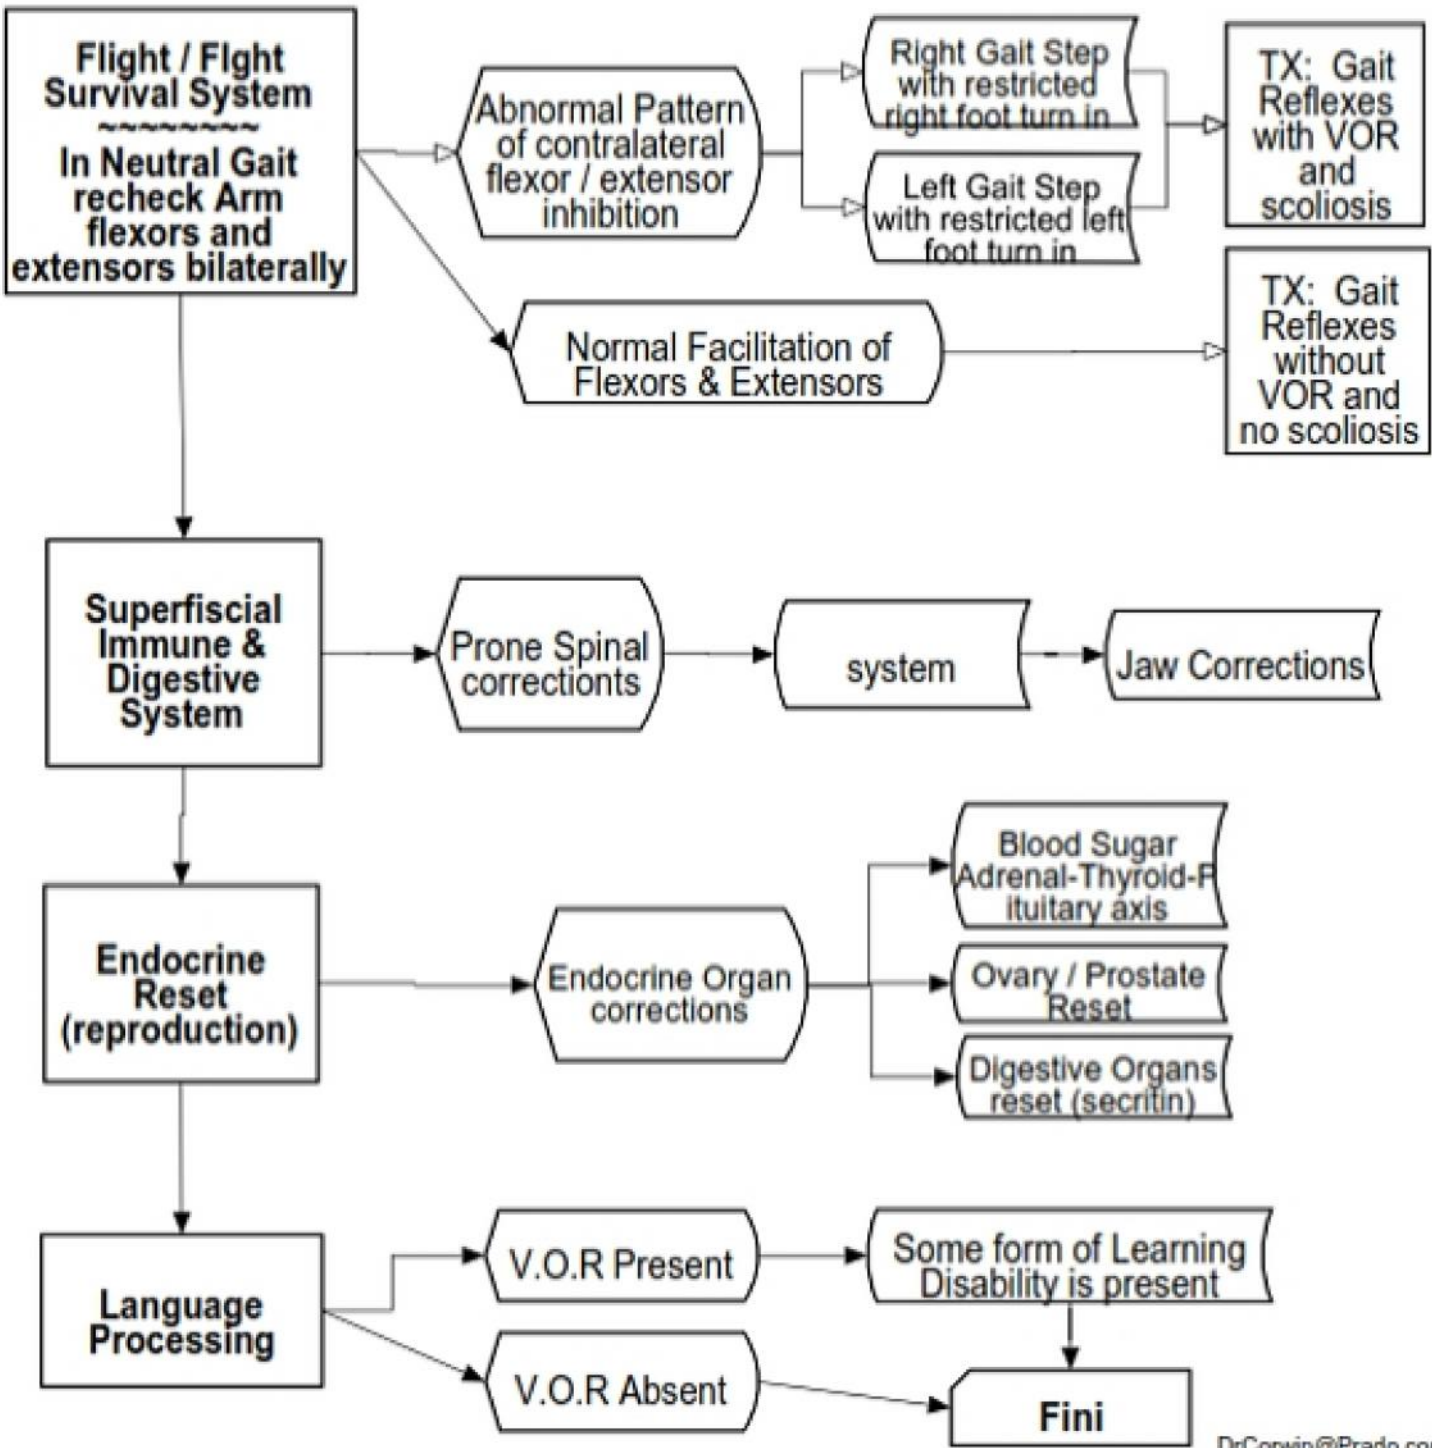 Flight / FIght
Survival System
~~~~~~~~
In Neutral Gait
recheck Arm
flexors and
extensors bilaterally
Abnormal Pattern
of contralateral
flexor / extensor
inhibition
Right Gait Step
with restricted
right foot turn in
Left Gait Step
with restricted left
foot turn in
TX: Gait
Reflexes
with VOR
and
scoliosis
Normal Facilitation of
Flexors & Extensors
TX: Gait
Reflexes
without
VOR and
no scoliosis
Superfiscial
Immune &
Digestive
System
Prone Spinal
correctionts
system
Jaw Corrections
Endocrine
Reset
(reproduction)
Endocrine Organ
corrections
Blood Sugar
Adrenal-Thyroid-P
ituitary axis
Ovary / Prostate
Reset
Digestive Organs
reset (secritin)
Language
Processing
V.O.R Present
Some form of Learning
Disability is present
V.O.R Absent
Fini